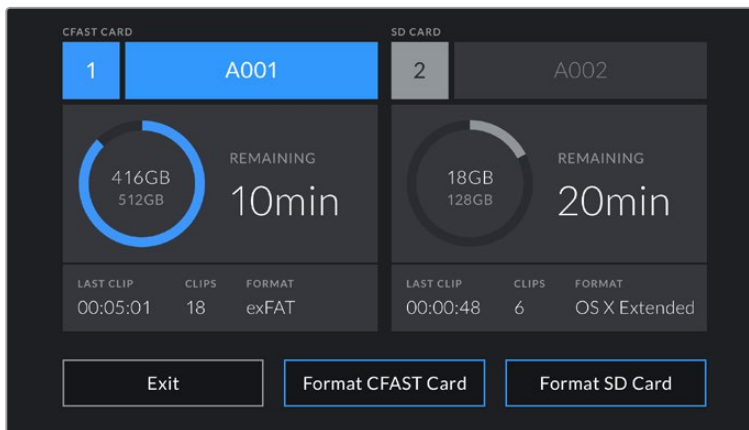 CFAST CARD
1
A001
416GB
512GB
REMAINING
10min
LAST CLIP
CLIPS
FORMAT
00:05:01
18
exFAT
SD CARD
2
A002
18GB
128GB
REMAINING
20min
LAST CLIP
CLIPS
FORMAT
00:00:48
6
OS X Extended
Exit
Format CFAST Card
Format SD Card